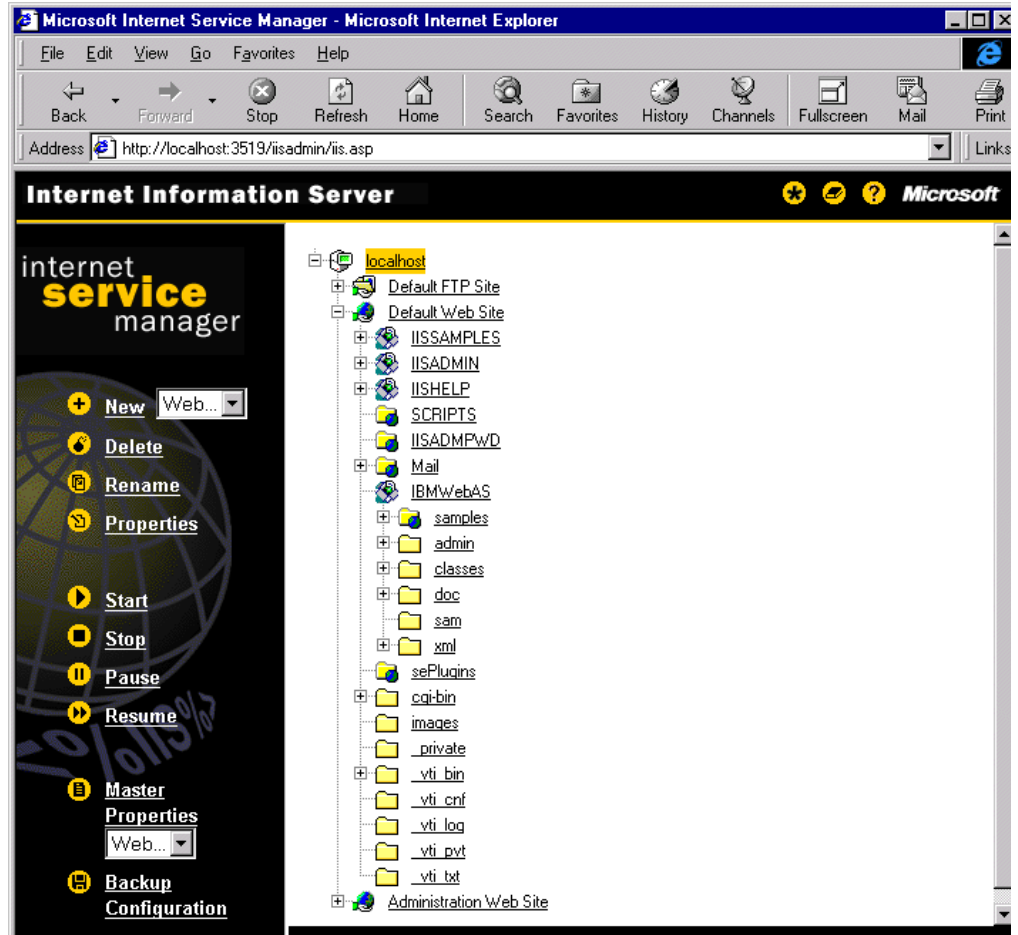 Microsoft Internet Service Manager - Microsoft Internet Explorer
File Edit View Go Favorites Help
Back Forward Stop Refresh Home Search Favorites History Channels Fullscreen Mail Print
Address http://localhost:3519/iisadmin/iis.asp Links
Internet Information Server Microsoft
internet
service
manager
New Web...
Delete
Rename
Properties
Start
Stop
Pause
Resume
Master
Properties
Web...
Backup
Configuration
localhost
Default FTP Site
Default Web Site
IISSAMPLES
IISADMIN
IISHELP
SCRIPTS
IISADMPWD
Mail
IBMWebAS
samples
admin
classes
doc
sam
xml
sePlugins
cgi-bin
images
_private
_vti_bin
_vti_cnf
_vti_log
_vti_pvt
_vti_txt
Administration Web Site